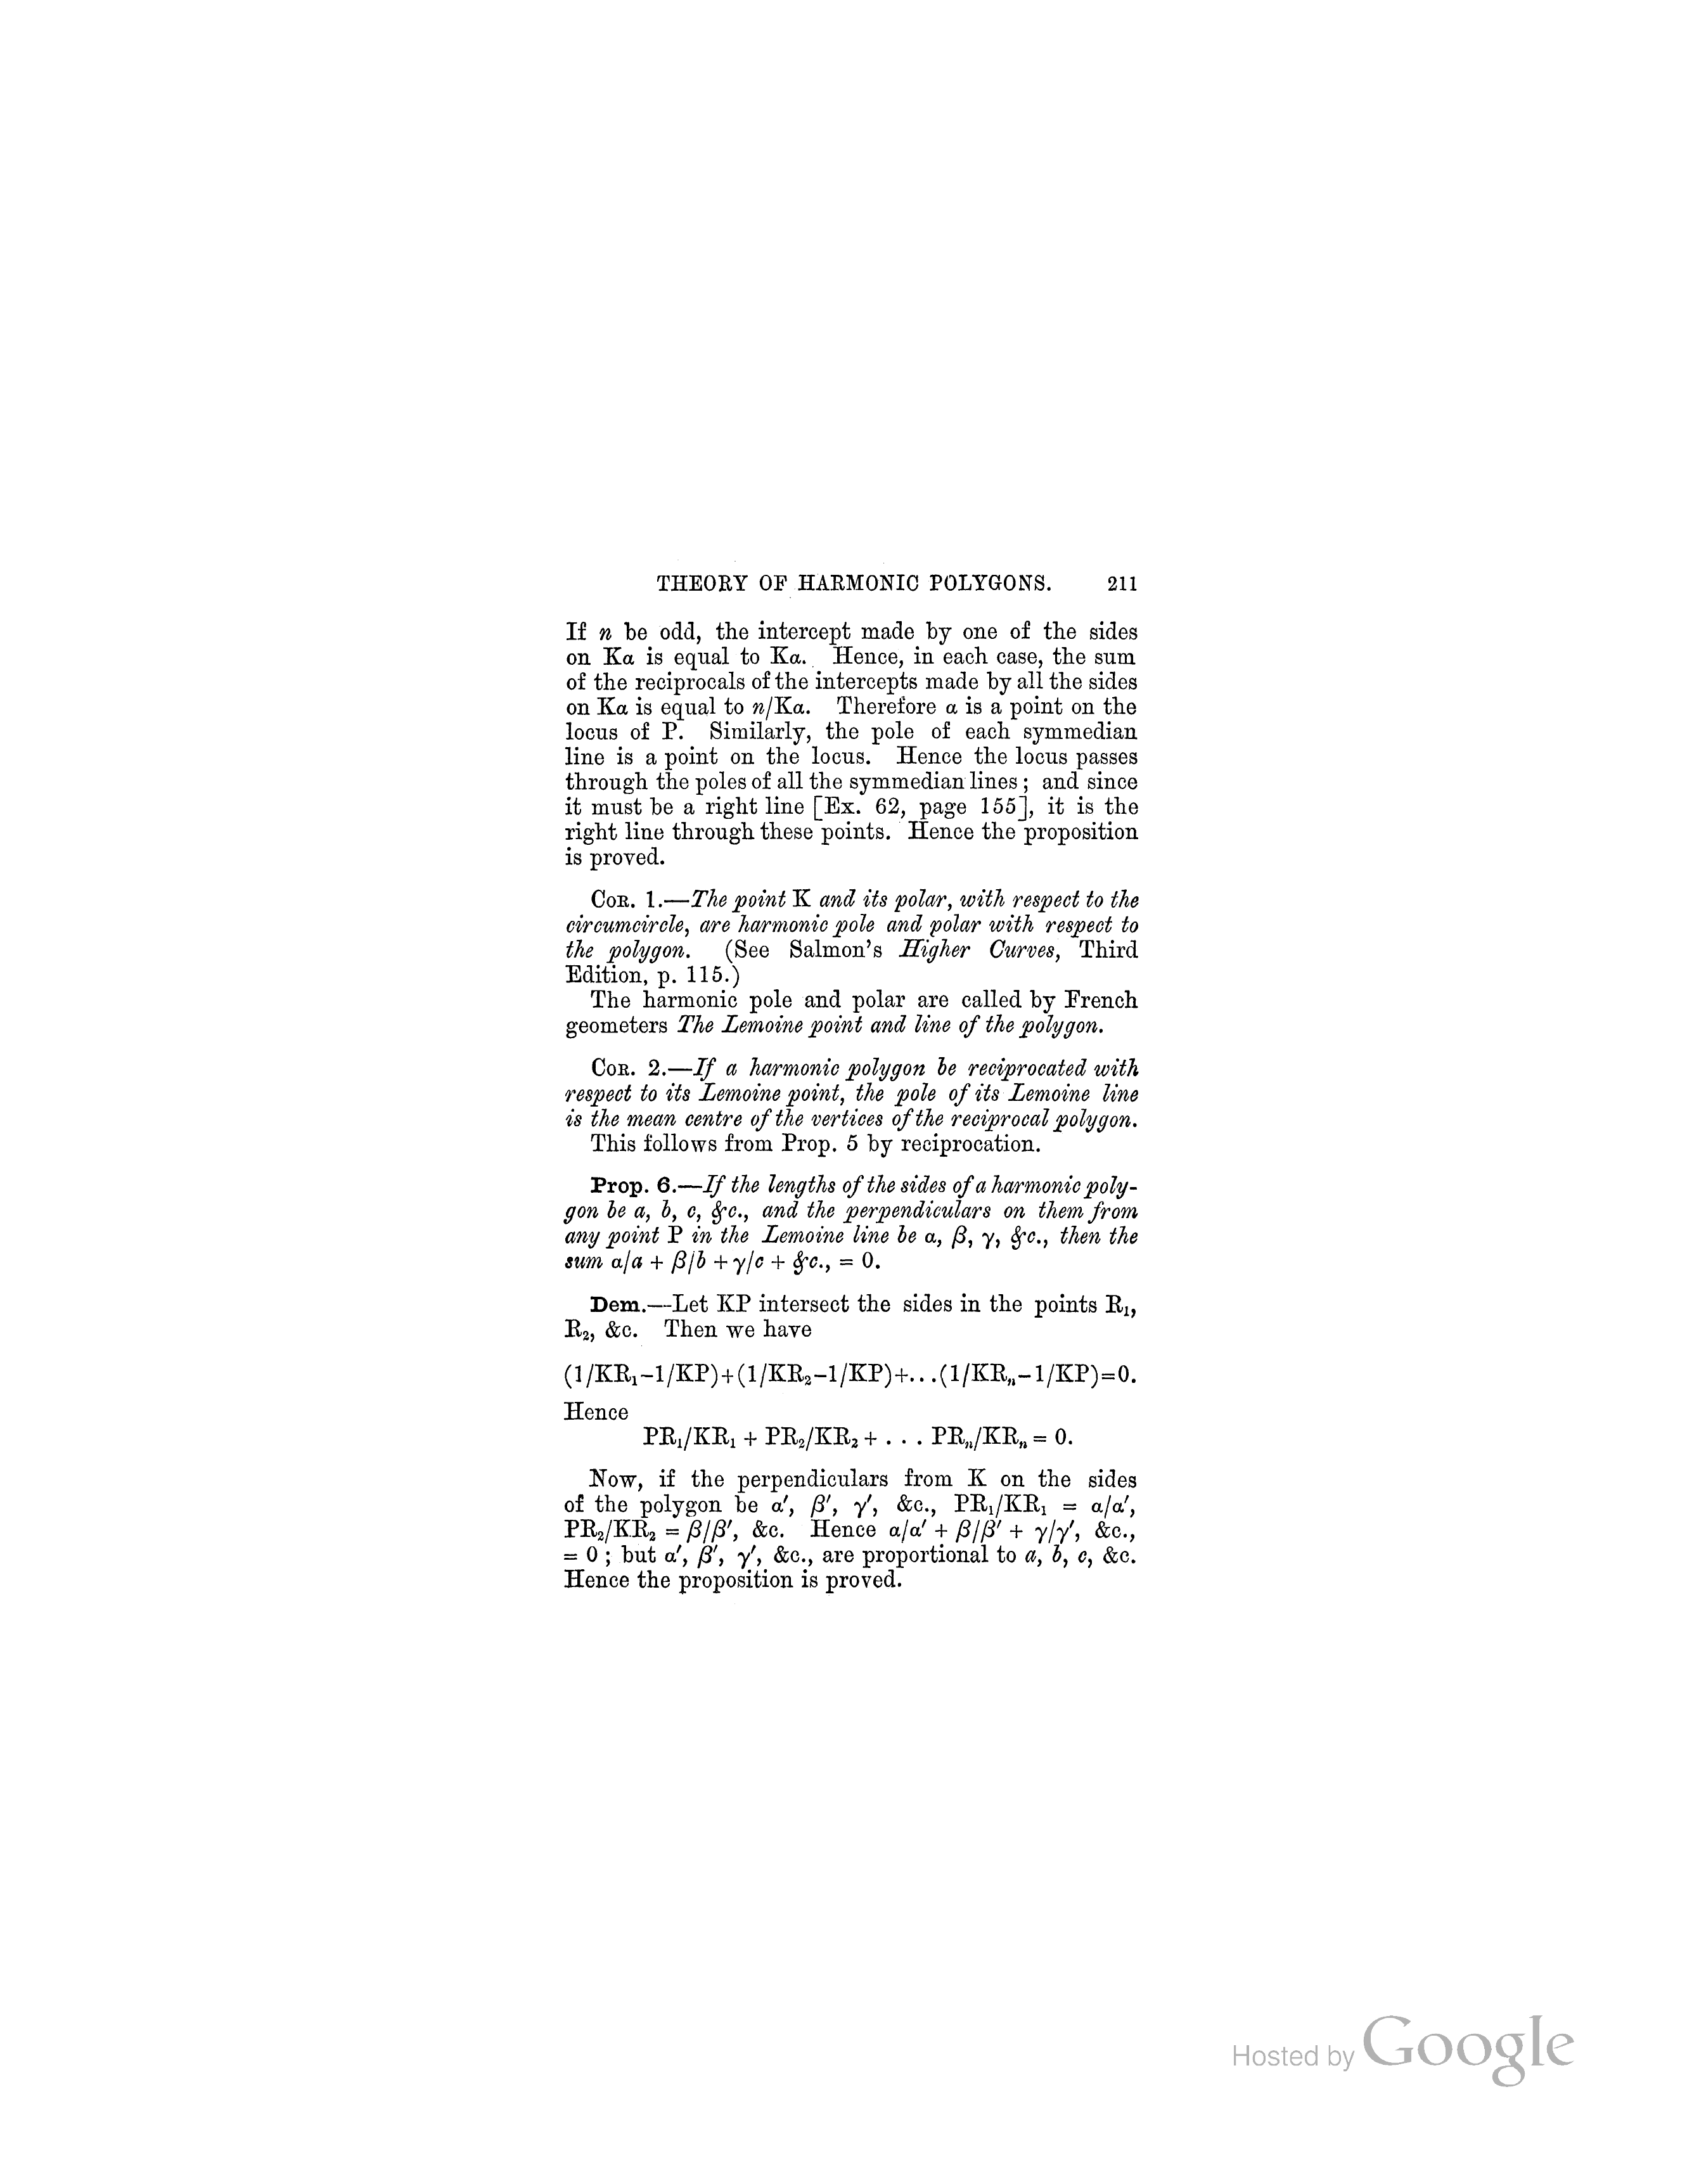 THEORY OF HARMONIC POLYGONS. 211
If n be odd, the intercept made by one of the sides
on Kα is equal to Kα. Hence, in each case, the sum
of the reciprocals of the intercepts made by all the sides
on Kα is equal to n/Kα. Therefore α is a point on the
locus of P. Similarly, the pole of each symmedian
line is a point on the locus. Hence the locus passes
through the poles of all the symmedian lines; and since
it must be a right line [Ex. 62, page 155], it is the
right line through these points. Hence the proposition
is proved.
Cor. 1.—The point K and its polar, with respect to the
circumcircle, are harmonic pole and polar with respect to
the polygon. (See Salmon's Higher Curves, Third
Edition, p. 115.)
The harmonic pole and polar are called by French
geometers The Lemoine point and line of the polygon.
Cor. 2.—If a harmonic polygon be reciprocated with
respect to its Lemoine point, the pole of its Lemoine line
is the mean centre of the vertices of the reciprocal polygon.
This follows from Prop. 5 by reciprocation.
Prop. 6.—If the lengths of the sides of a harmonic poly-
gon be a, b, c, &c., and the perpendiculars on them from
any point P in the Lemoine line be α, β, γ, &c., then the
sum α/a + β/b + γ/c + &c., = 0.
Dem.—Let KP intersect the sides in the points R₁,
R₂, &c. Then we have
(1/KR₁–1/KP)+(1/KR₂–1/KP)+...(1/KRₙ–1/KP)=0.
Hence
PR₁/KR₁ + PR₂/KR₂ + . . . PRₙ/KRₙ = 0.
Now, if the perpendiculars from K on the sides
of the polygon be α′, β′, γ′, &c., PR₁/KR₁ = α/α′,
PR₂/KR₂ = β/β′, &c. Hence α/α′ + β/β′ + γ/γ′, &c.,
= 0; but α′, β′, γ′, &c., are proportional to a, b, c, &c.
Hence the proposition is proved.
Hosted by Google